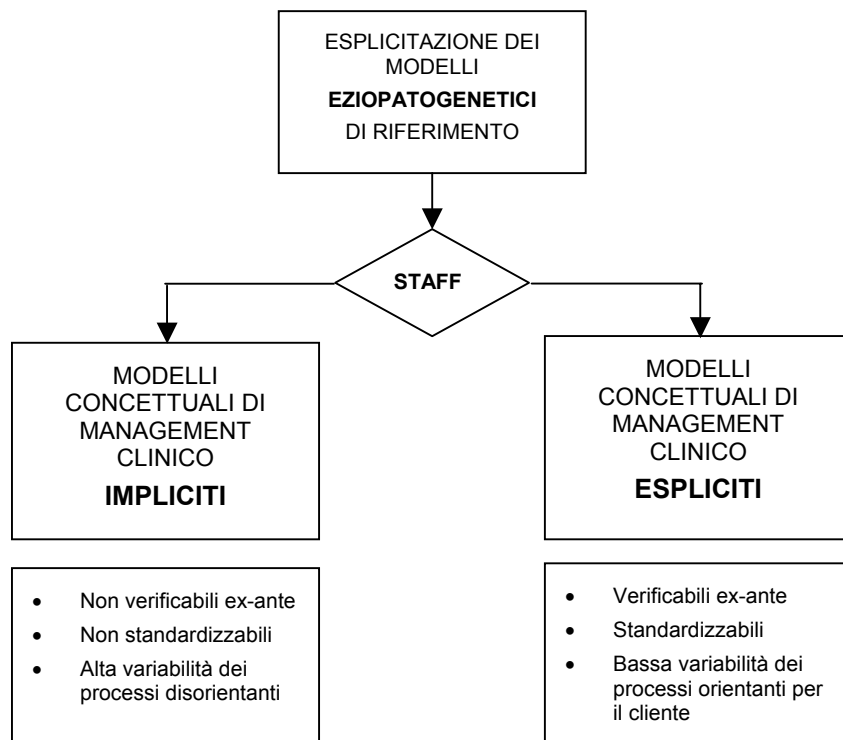 ESPLICITAZIONE DEI
MODELLI
EZIOPATOGENETICI
DI RIFERIMENTO
STAFF
MODELLI
CONCETTUALI DI
MANAGEMENT
CLINICO
IMPLICITI
MODELLI
CONCETTUALI DI
MANAGEMENT
CLINICO
ESPLICITI
• Non verificabili ex-ante
• Non standardizzabili
• Alta variabilità dei
processi disorientanti
• Verificabili ex-ante
• Standardizzabili
• Bassa variabilità dei
processi orientanti per
il cliente